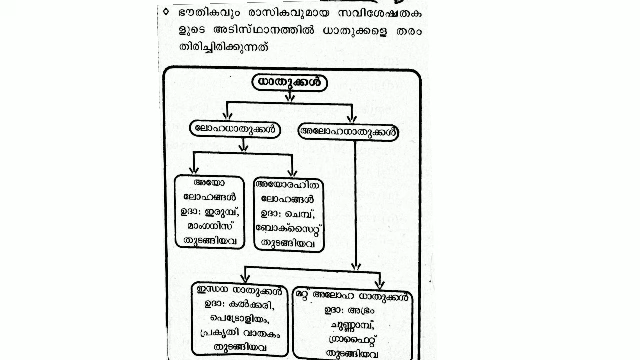 ഭൗതികവും രാസികവുമായ സവിശേഷതക
ളുടെ അടിസ്ഥാനത്തിൽ ധാതുക്കളെ തരം
തിരിച്ചിരിക്കുന്നത്
ധാതുക്കൾ
ലോഹധാതുക്കൾ
അലോഹധാതുക്കൾ
അയോ
ലോഹങ്ങൾ
ഉദാ: ഇരുമ്പ്,
മാംഗനീസ്
തുടങ്ങിയവ
അയോരഹിത
ലോഹങ്ങൾ
ഉദാ: ചെമ്പ്,
ബോക്സൈറ്റ്
തുടങ്ങിയവ
ഇന്ധന ധാതുക്കൾ
ഉദാ: കൽക്കരി,
പെട്രോളിയം,
പ്രകൃതി വാതകം
തുടങ്ങിയവ
മറ്റ് അലോഹ ധാതുക്കൾ
ഉദാ: അഭ്രം
ചുണ്ണാമ്പ്,
ഗ്രാഫൈറ്റ്
തുടങ്ങിയവ